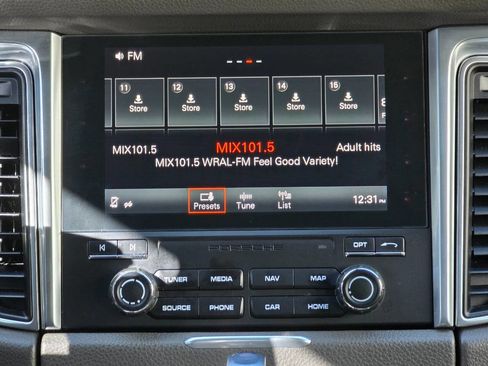 FM
11 12 13 14 15
Store Store Store Store Store
MIX101.5 MIX101.5 Adult hits
MIX101.5 WRAL-FM Feel Good Variety!
Presets Tune List 12:31 PM
PORSCHE OPT
TUNER MEDIA NAV MAP
SOURCE PHONE CAR HOME